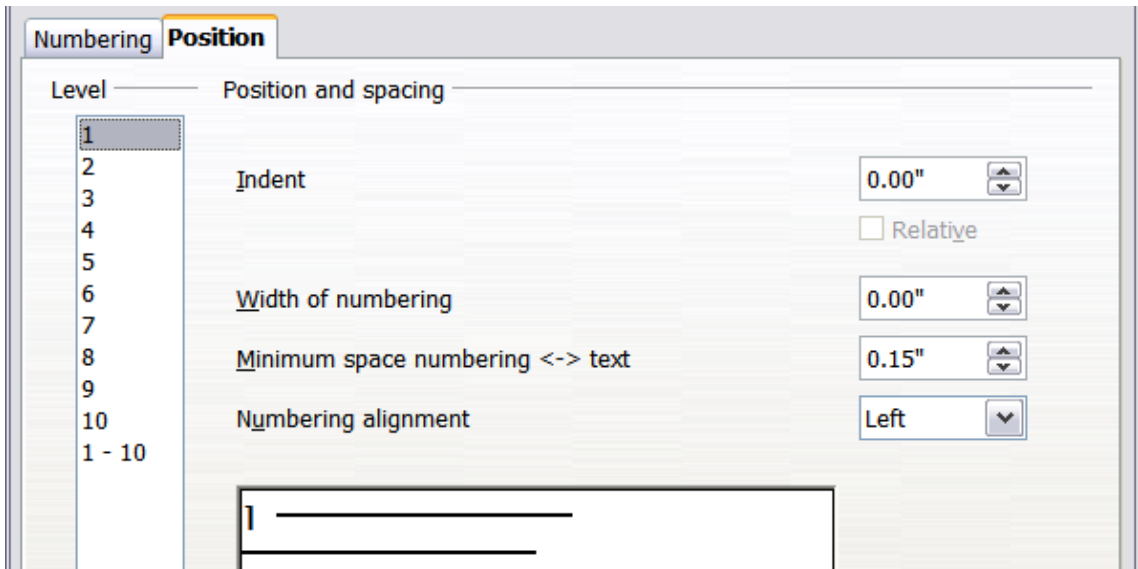 Numbering Position
Level Position and spacing
1
2
3
4
5
6
7
8
9
10
1 - 10
Indent 0.00"
Relative
Width of numbering 0.00"
Minimum space numbering <-> text 0.15"
Numbering alignment Left
1